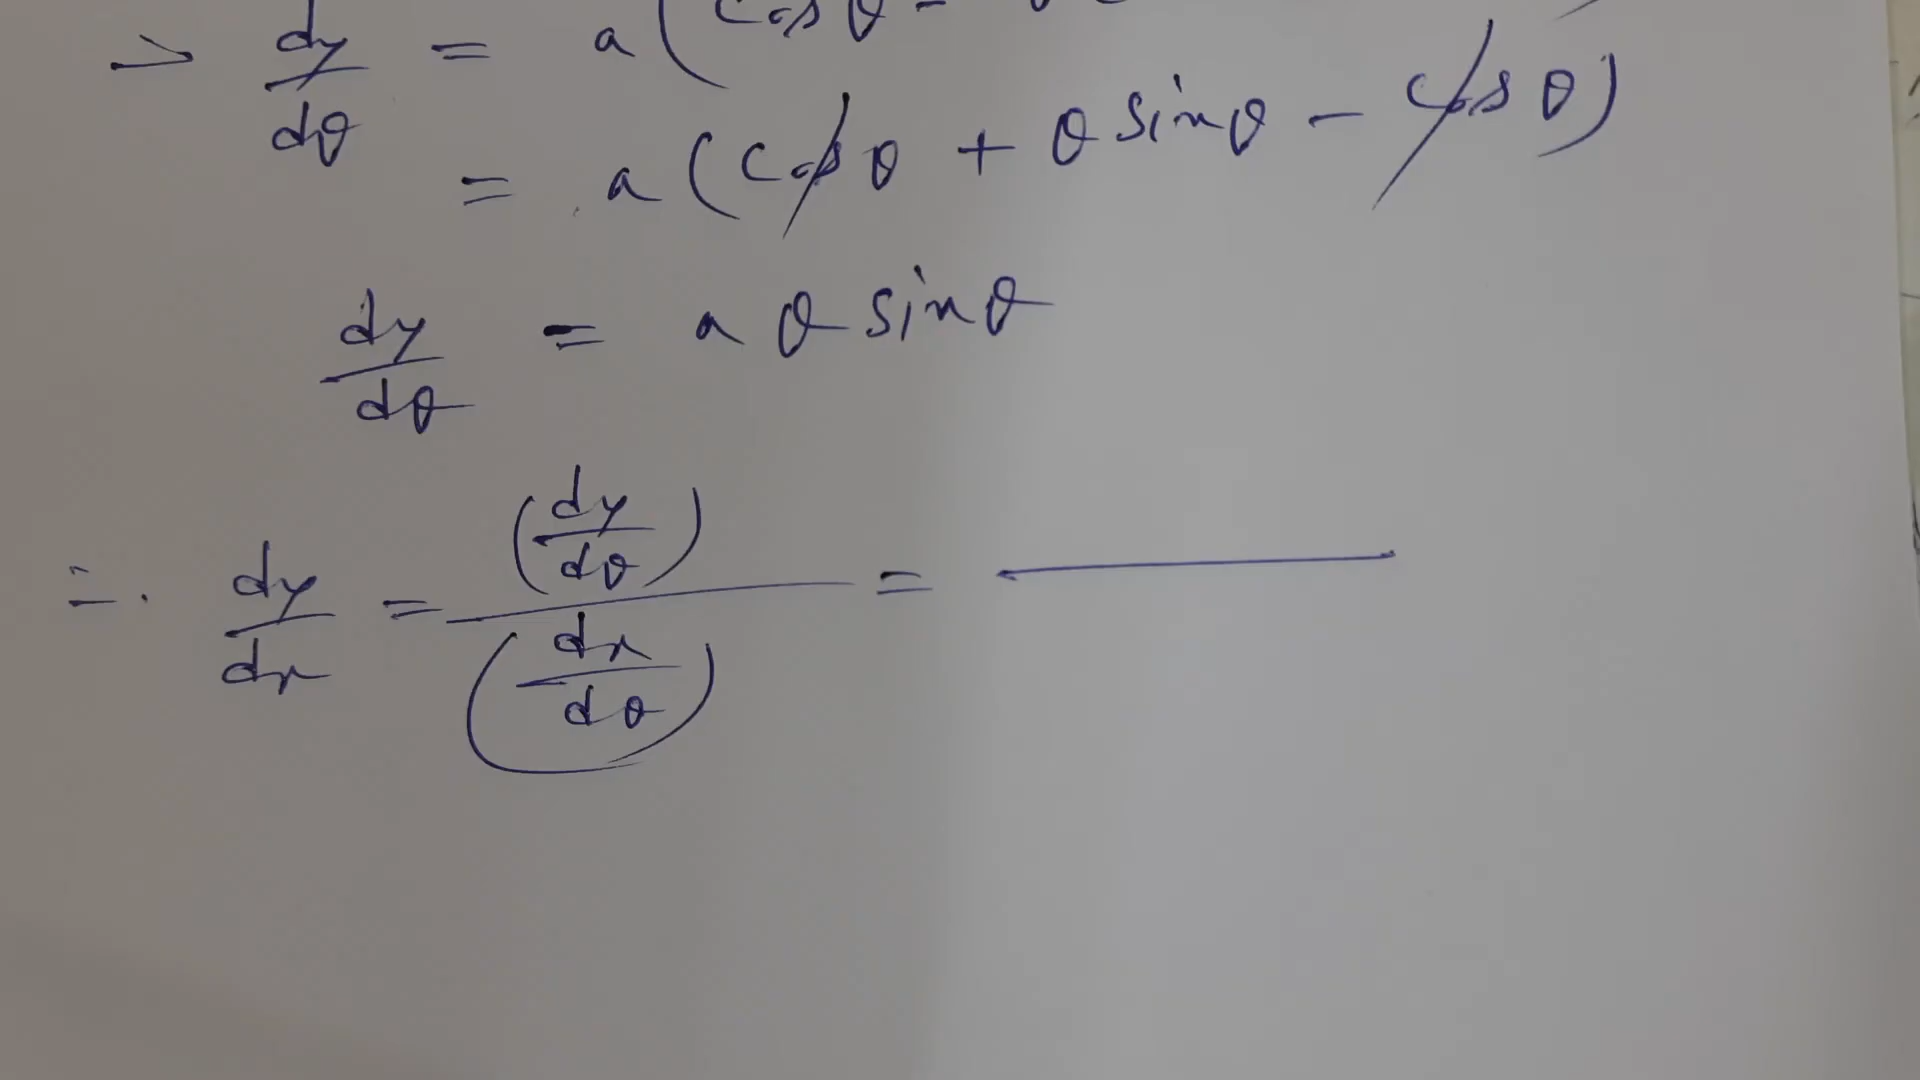 > dy/dθ = a ( cos θ -
= a ( cos θ + θ sin θ - cos θ )
dy/dθ = a θ sin θ
∴ dy/dx = (dy/dθ) / (dx/dθ) =